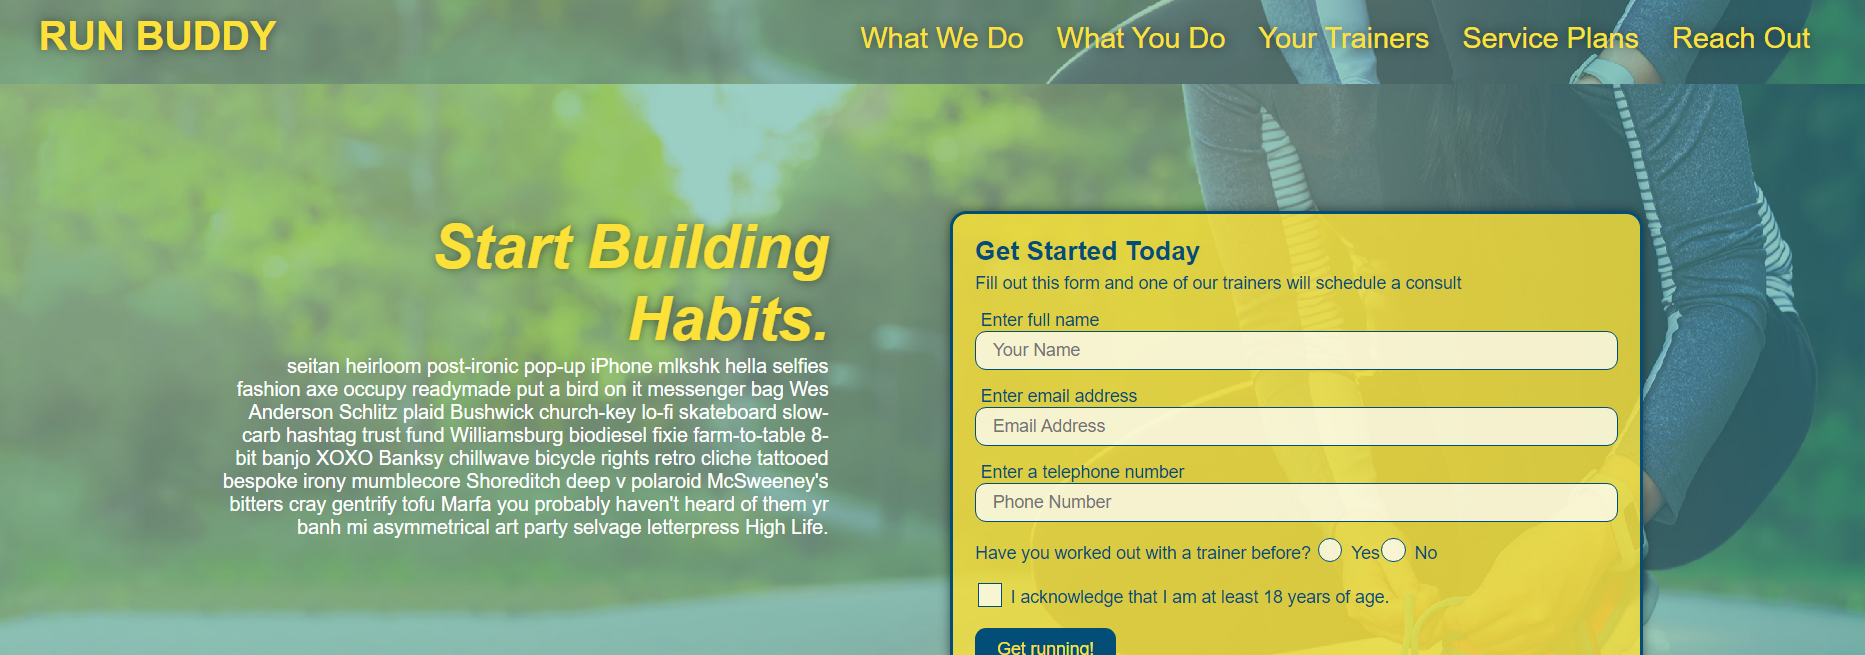 RUN BUDDY
What We Do What You Do Your Trainers Service Plans Reach Out
Start Building
Habits.
seitan heirloom post-ironic pop-up iPhone mlkshk hella selfies
fashion axe occupy readymade put a bird on it messenger bag Wes
Anderson Schlitz plaid Bushwick church-key lo-fi skateboard slow-
carb hashtag trust fund Williamsburg biodiesel fixie farm-to-table 8-
bit banjo XOXO Banksy chillwave bicycle rights retro cliche tattooed
bespoke irony mumblecore Shoreditch deep v polaroid McSweeney's
bitters cray gentrify tofu Marfa you probably haven't heard of them yr
banh mi asymmetrical art party selvage letterpress High Life.
Get Started Today
Fill out this form and one of our trainers will schedule a consult
Enter full name
Your Name
Enter email address
Email Address
Enter a telephone number
Phone Number
Have you worked out with a trainer before? Yes No
I acknowledge that I am at least 18 years of age.
Get running!